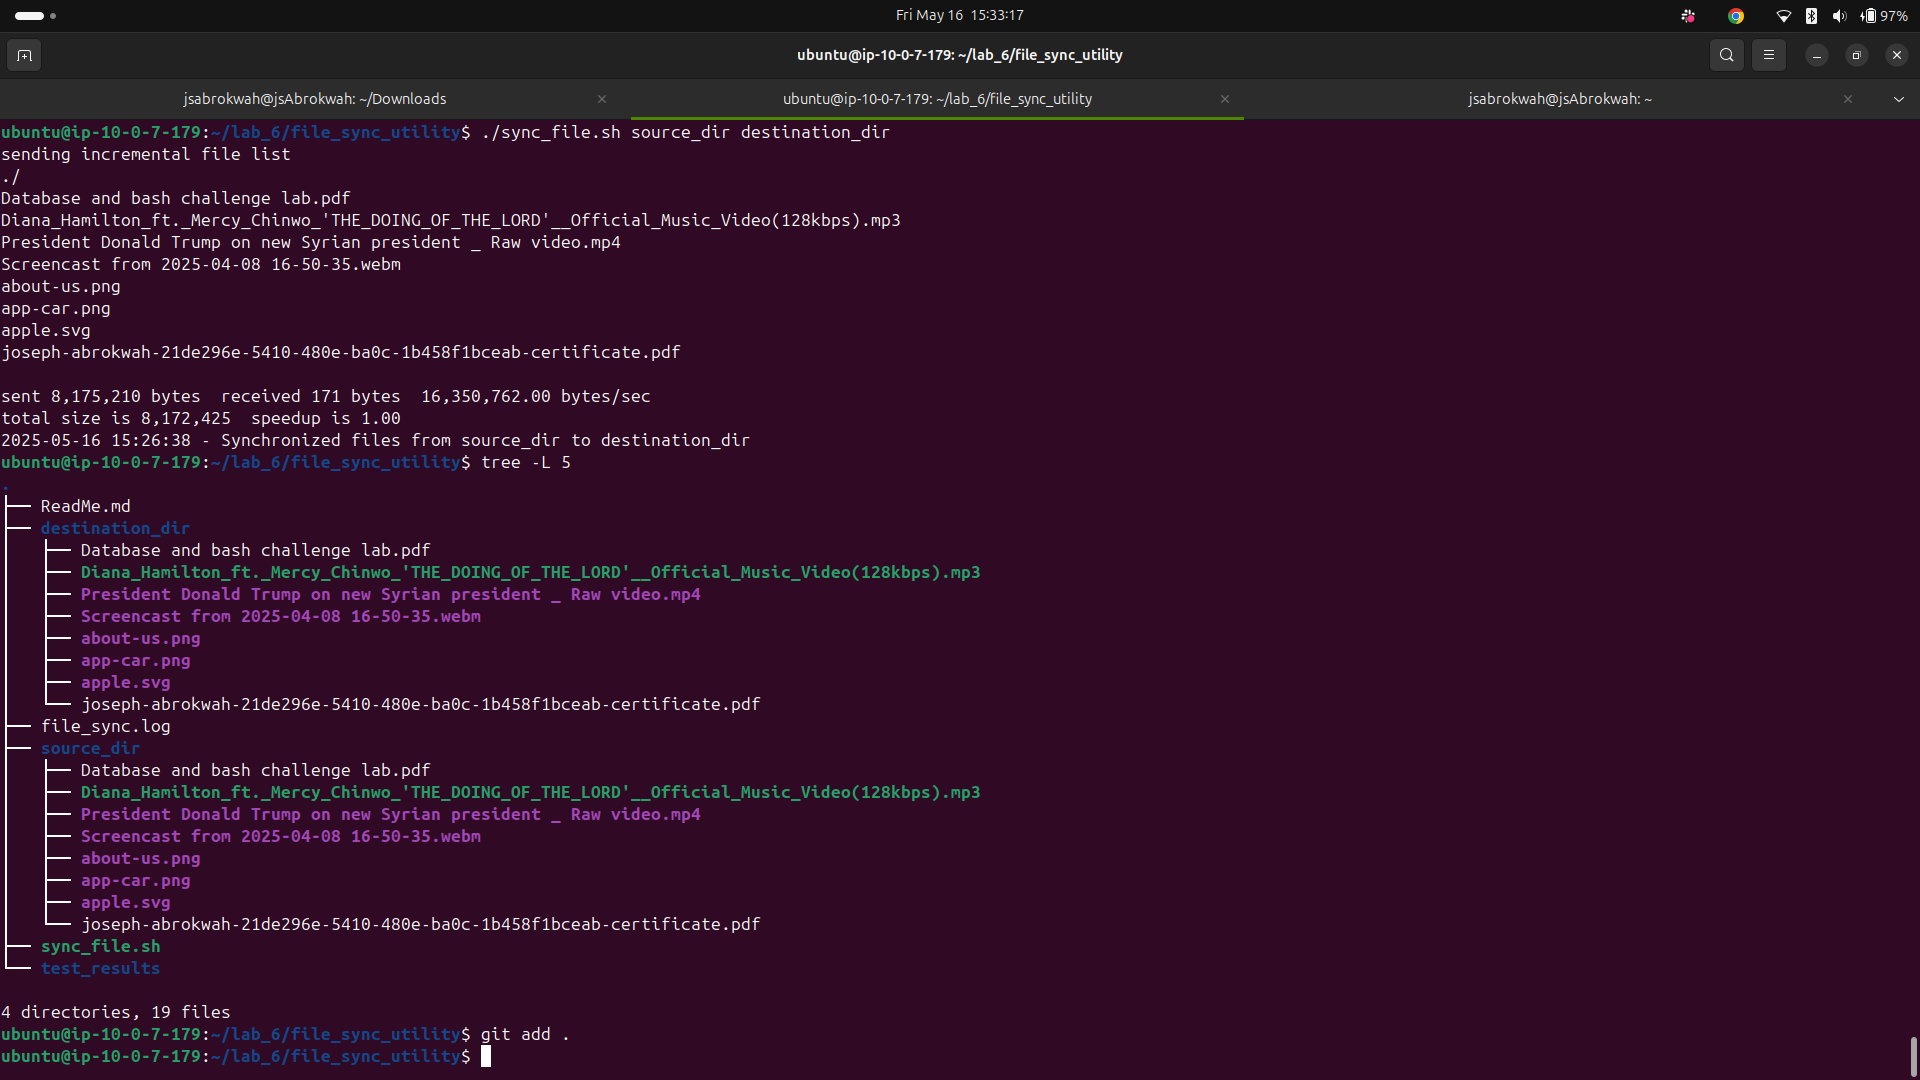 Fri May 16  15:33:17
97%
ubuntu@ip-10-0-7-179: ~/lab_6/file_sync_utility
jsabrokwah@jsAbrokwah: ~/Downloads
ubuntu@ip-10-0-7-179: ~/lab_6/file_sync_utility
jsabrokwah@jsAbrokwah: ~
ubuntu@ip-10-0-7-179:~/lab_6/file_sync_utility$ ./sync_file.sh source_dir destination_dir
sending incremental file list
./
Database and bash challenge lab.pdf
Diana_Hamilton_ft._Mercy_Chinwo_'THE_DOING_OF_THE_LORD'__Official_Music_Video(128kbps).mp3
President Donald Trump on new Syrian president _ Raw video.mp4
Screencast from 2025-04-08 16-50-35.webm
about-us.png
app-car.png
apple.svg
joseph-abrokwah-21de296e-5410-480e-ba0c-1b458f1bceab-certificate.pdf
sent 8,175,210 bytes  received 171 bytes  16,350,762.00 bytes/sec
total size is 8,172,425  speedup is 1.00
2025-05-16 15:26:38 - Synchronized files from source_dir to destination_dir
ubuntu@ip-10-0-7-179:~/lab_6/file_sync_utility$ tree -L 5
.
├── ReadMe.md
├── destination_dir
│   ├── Database and bash challenge lab.pdf
│   ├── Diana_Hamilton_ft._Mercy_Chinwo_'THE_DOING_OF_THE_LORD'__Official_Music_Video(128kbps).mp3
│   ├── President Donald Trump on new Syrian president _ Raw video.mp4
│   ├── Screencast from 2025-04-08 16-50-35.webm
│   ├── about-us.png
│   ├── app-car.png
│   ├── apple.svg
│   └── joseph-abrokwah-21de296e-5410-480e-ba0c-1b458f1bceab-certificate.pdf
├── file_sync.log
├── source_dir
│   ├── Database and bash challenge lab.pdf
│   ├── Diana_Hamilton_ft._Mercy_Chinwo_'THE_DOING_OF_THE_LORD'__Official_Music_Video(128kbps).mp3
│   ├── President Donald Trump on new Syrian president _ Raw video.mp4
│   ├── Screencast from 2025-04-08 16-50-35.webm
│   ├── about-us.png
│   ├── app-car.png
│   ├── apple.svg
│   └── joseph-abrokwah-21de296e-5410-480e-ba0c-1b458f1bceab-certificate.pdf
├── sync_file.sh
└── test_results
4 directories, 19 files
ubuntu@ip-10-0-7-179:~/lab_6/file_sync_utility$ git add .
ubuntu@ip-10-0-7-179:~/lab_6/file_sync_utility$